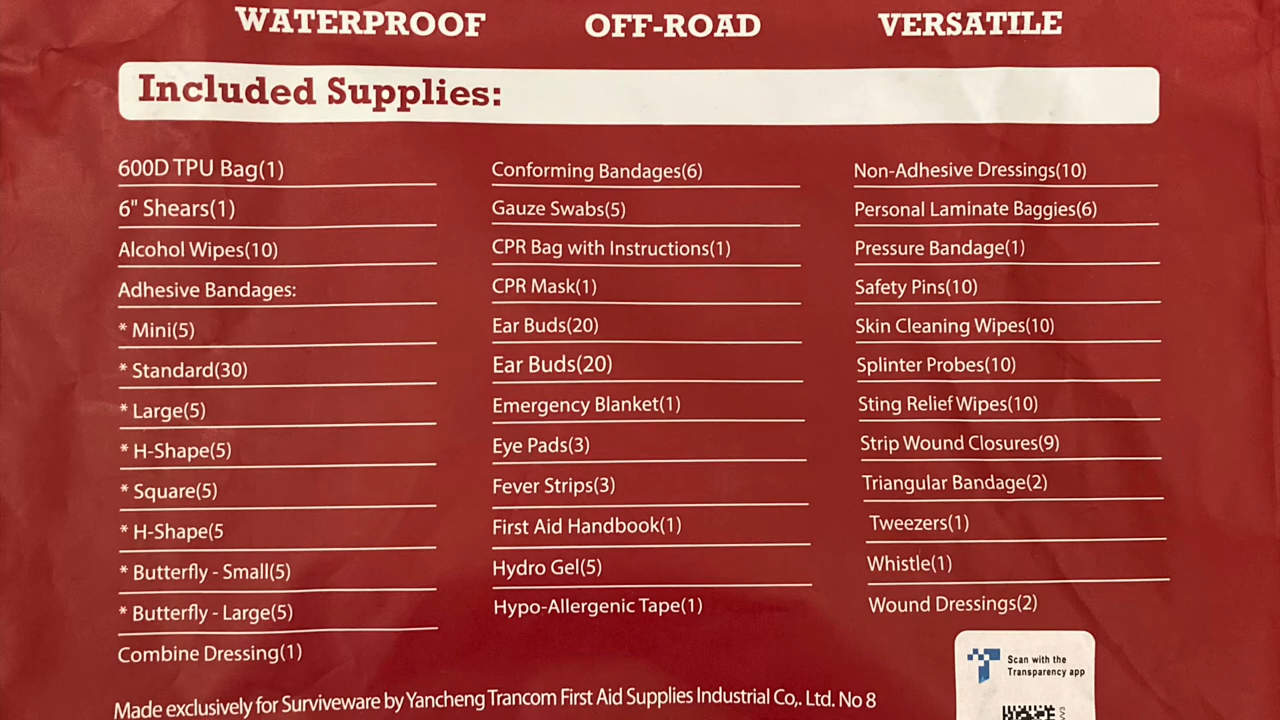 WATERPROOF OFF-ROAD VERSATILE
Included Supplies:
600D TPU Bag(1)
6" Shears(1)
Alcohol Wipes(10)
Adhesive Bandages:
* Mini(5)
* Standard(30)
* Large(5)
* H-Shape(5)
* Square(5)
* H-Shape(5
* Butterfly - Small(5)
* Butterfly - Large(5)
Combine Dressing(1)
Conforming Bandages(6)
Gauze Swabs(5)
CPR Bag with Instructions(1)
CPR Mask(1)
Ear Buds(20)
Ear Buds(20)
Emergency Blanket(1)
Eye Pads(3)
Fever Strips(3)
First Aid Handbook(1)
Hydro Gel(5)
Hypo-Allergenic Tape(1)
Non-Adhesive Dressings(10)
Personal Laminate Baggies(6)
Pressure Bandage(1)
Safety Pins(10)
Skin Cleaning Wipes(10)
Splinter Probes(10)
Sting Relief Wipes(10)
Strip Wound Closures(9)
Triangular Bandage(2)
Tweezers(1)
Whistle(1)
Wound Dressings(2)
Made exclusively for Surviveware by Yancheng Trancom First Aid Supplies Industrial Co,. Ltd. No 8
Scan with the
Transparency app